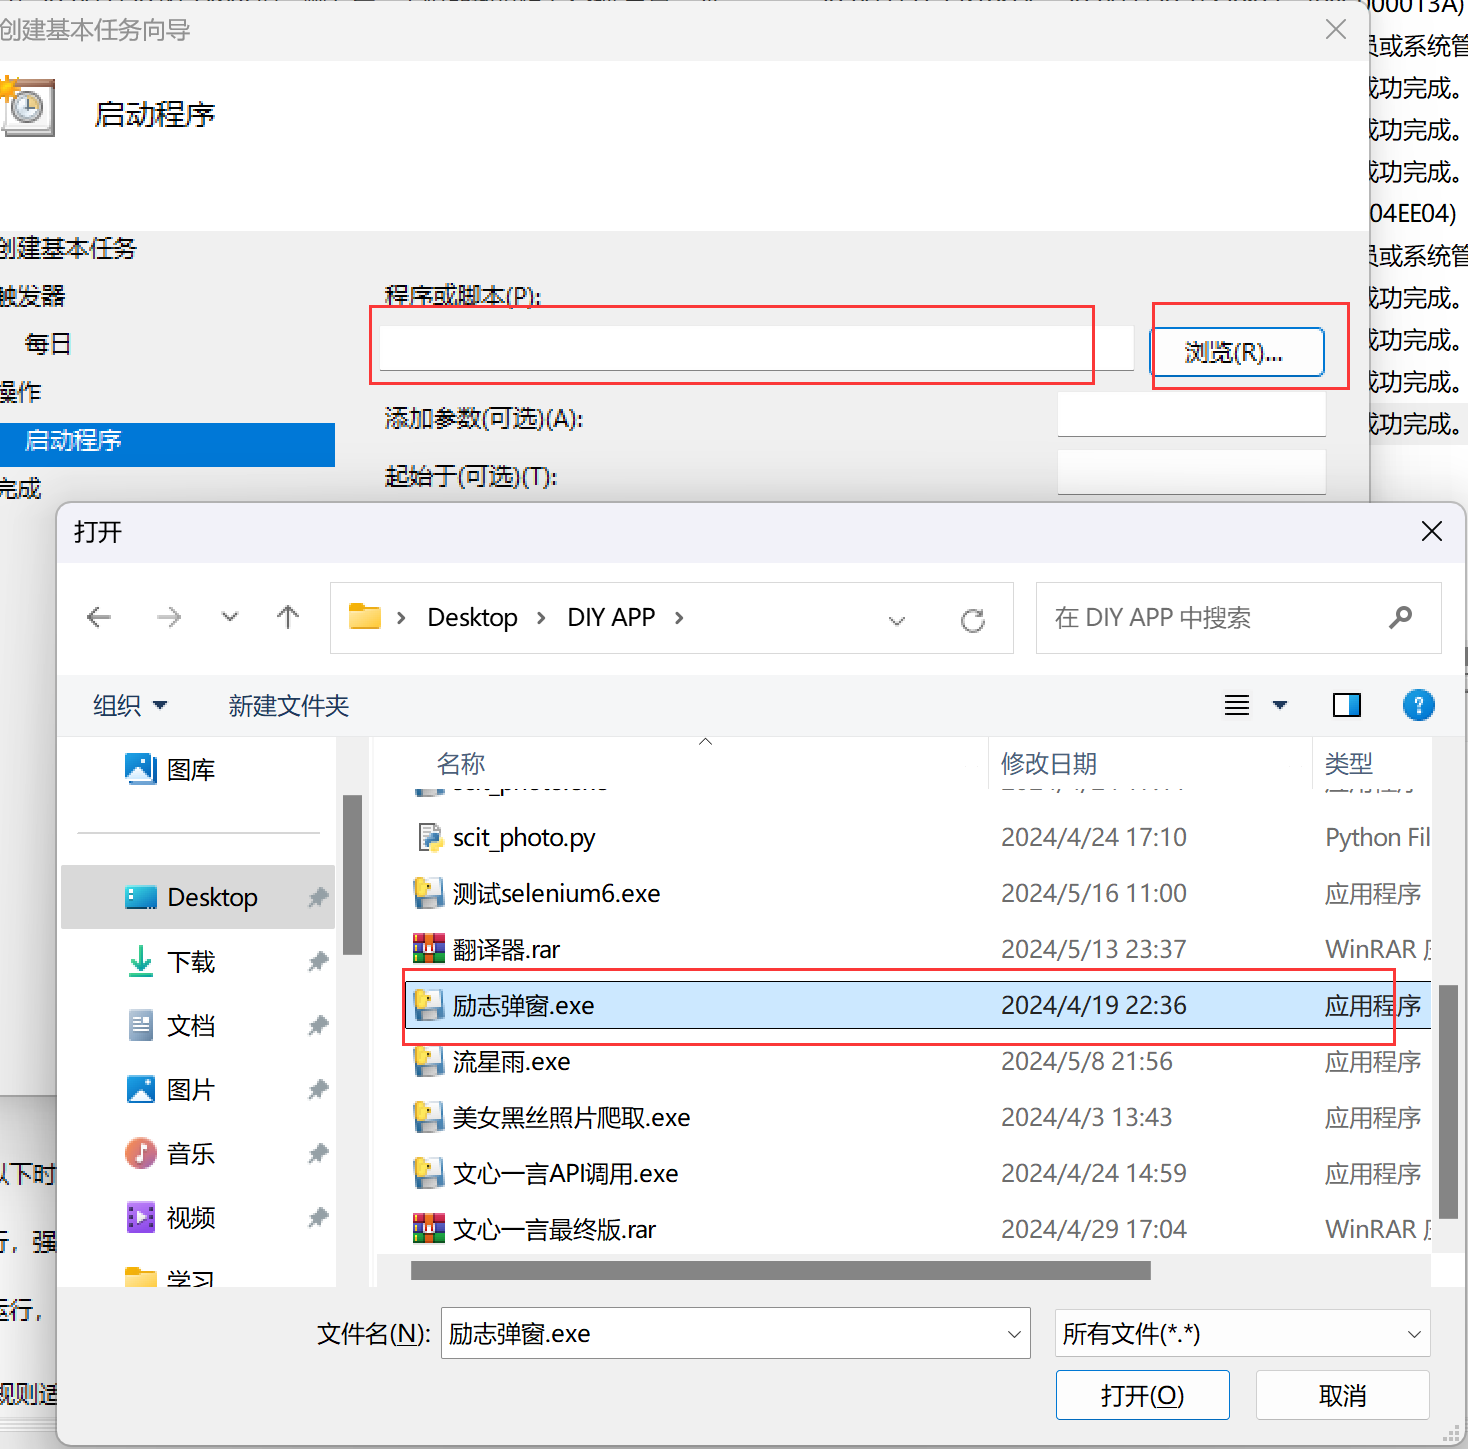 000013A)
创建基本任务向导
员或系统管
启动程序
成功完成。
成功完成。
成功完成。
04EE04)
创建基本任务
员或系统管
触发器
程序或脚本(P):
成功完成。
每日
浏览(R)...
成功完成。
操作
成功完成。
添加参数(可选)(A):
成功完成。
启动程序
起始于(可选)(T):
完成
打开
Desktop
DIY APP
在 DIY APP 中搜索
组织
新建文件夹
名称
修改日期
类型
图库
scit_photo.py 2024/4/24 17:10 Python Fil
Desktop
测试selenium6.exe 2024/5/16 11:00 应用程序
下载
翻译器.rar 2024/5/13 23:37 WinRAR
文档
励志弹窗.exe 2024/4/19 22:36 应用程序
图片
流星雨.exe 2024/5/8 21:56 应用程序
音乐
美女黑丝照片爬取.exe 2024/4/3 13:43 应用程序
以下时
文心一言API调用.exe 2024/4/24 14:59 应用程序
视频
文心一言最终版.rar 2024/4/29 17:04 WinRAR
行，强
学习
运行，
文件名(N):
励志弹窗.exe
所有文件(*.*)
规则适
打开(O)
取消